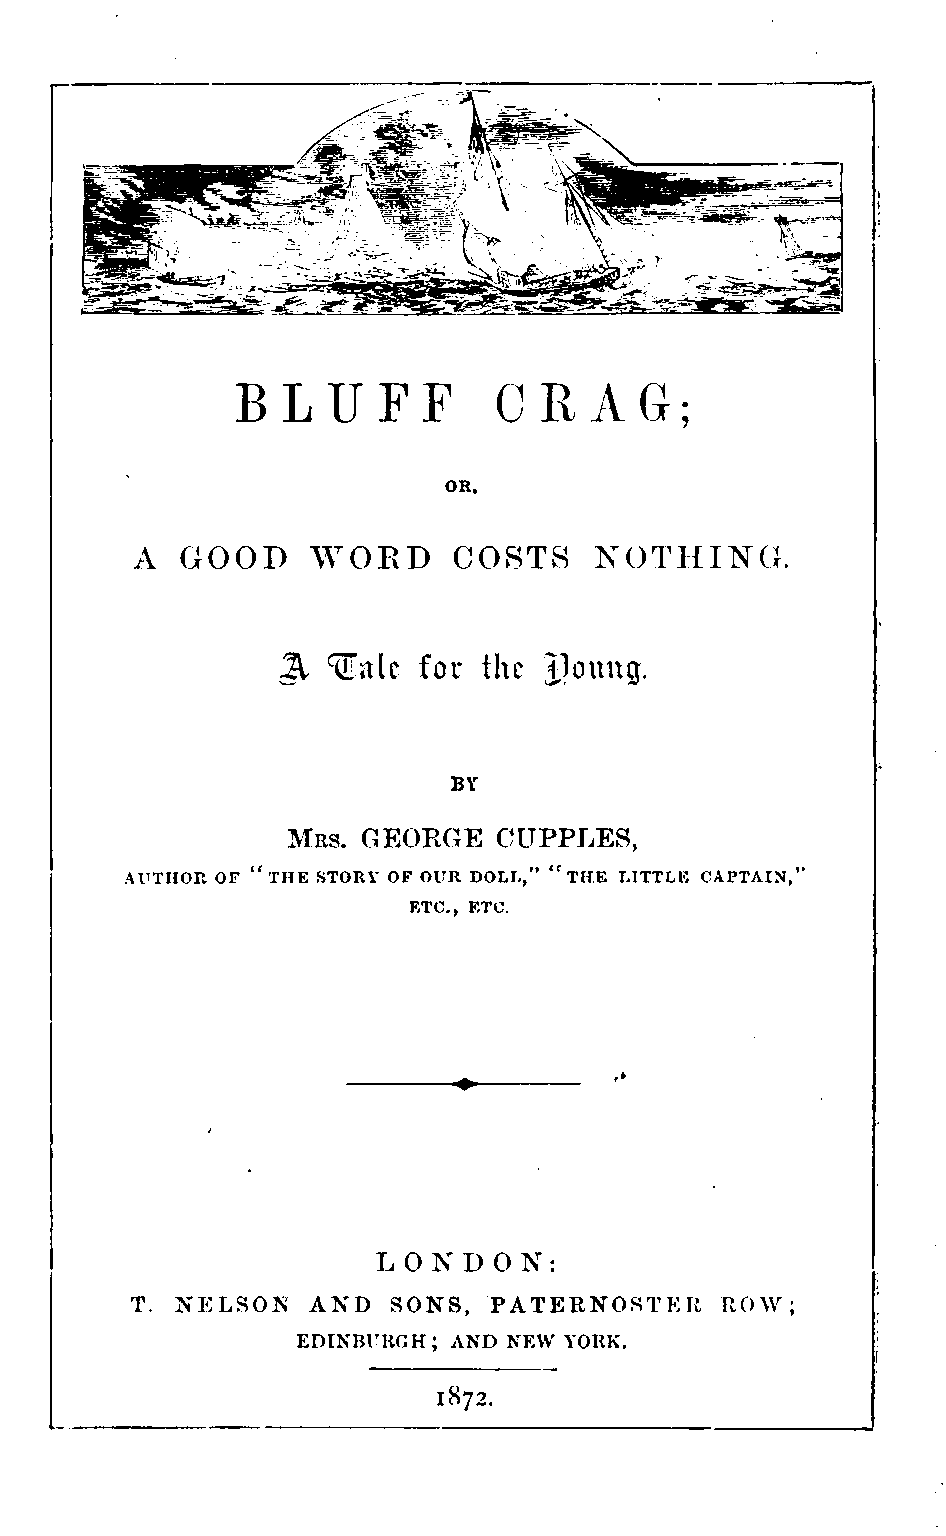 BLUFF CRAG;
OR,
A GOOD WORD COSTS NOTHING.
A Tale for the Young.
BY
MRS. GEORGE CUPPLES,
AUTHOR OF "THE STORY OF OUR DOLL," "THE LITTLE CAPTAIN,"
ETC., ETC.
LONDON:
T. NELSON AND SONS, PATERNOSTER ROW;
EDINBURGH; AND NEW YORK.
1872.